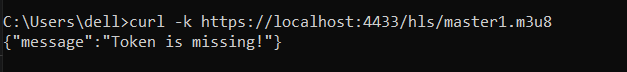 C:\Users\dell>curl -k https://localhost:4433/hls/master1.m3u8
{"message":"Token is missing!"}